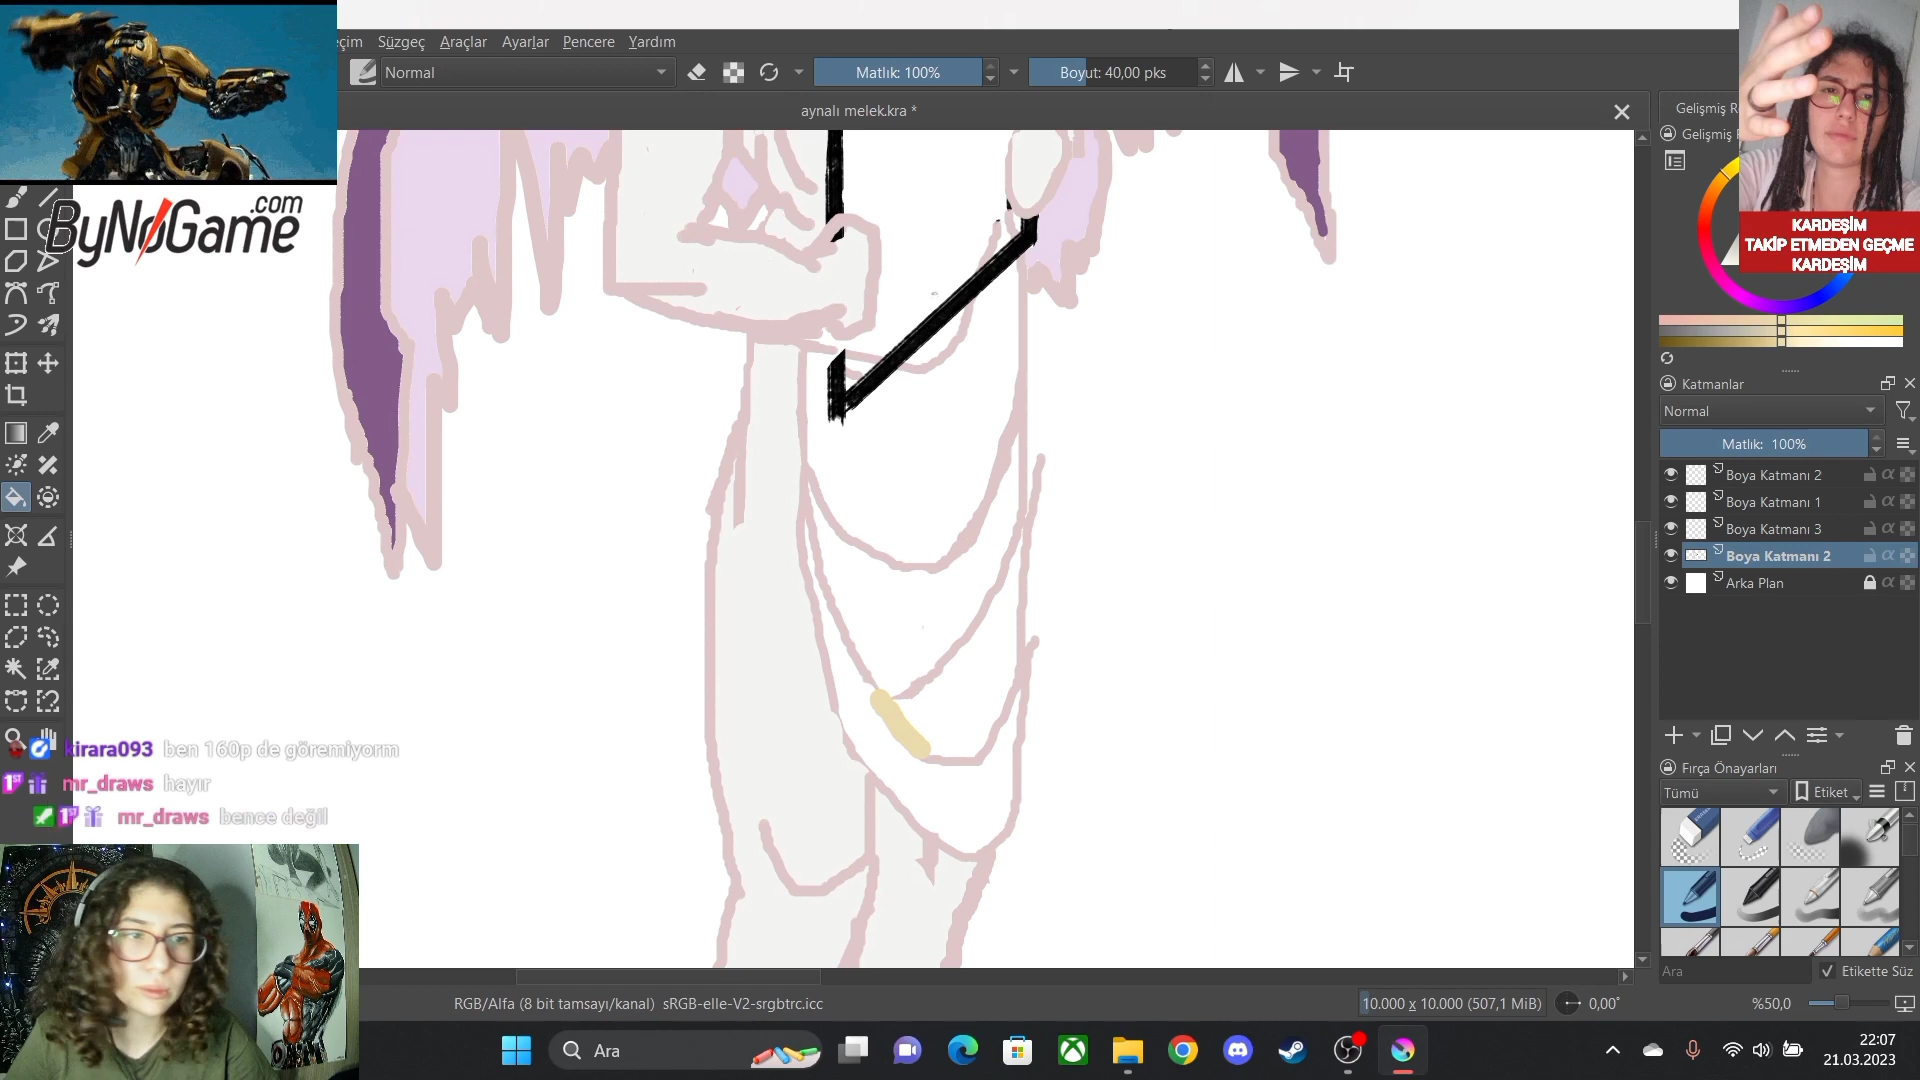 eçim Süzgeç Araçlar Ayarlar Pencere Yardım
Normal
Matlık: 100%
Boyut: 40,00 pks
aynalı melek.kra *
Gelişmiş R
Gelişmiş
KARDEŞİM
TAKİP ETMEDEN GEÇME
KARDEŞİM
ByNoGame
.com
Katmanlar
Normal
Matlık: 100%
Boya Katmanı 2
Boya Katmanı 1
Boya Katmanı 3
Boya Katmanı 2
Arka Plan
kirara093 ben 160p de göremiyorm
mr_draws hayır
mr_draws bence değil
Fırça Önayarları
Tümü
Etiket
Ara
Etikette Süz
RGB/Alfa (8 bit tamsayı/kanal) sRGB-elle-V2-srgbtrc.icc
10.000 x 10.000 (507,1 MiB)
0,00°
%50,0
Ara
22:07
21.03.2023